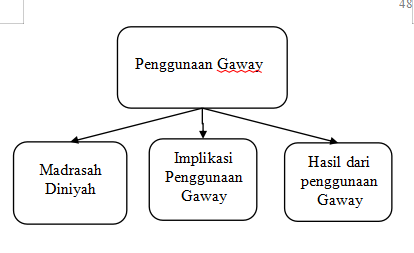 48
Penggunaan Gaway
Madrasah
Diniyah
Implikasi
Penggunaan
Gaway
Hasil dari
penggunaan
Gaway